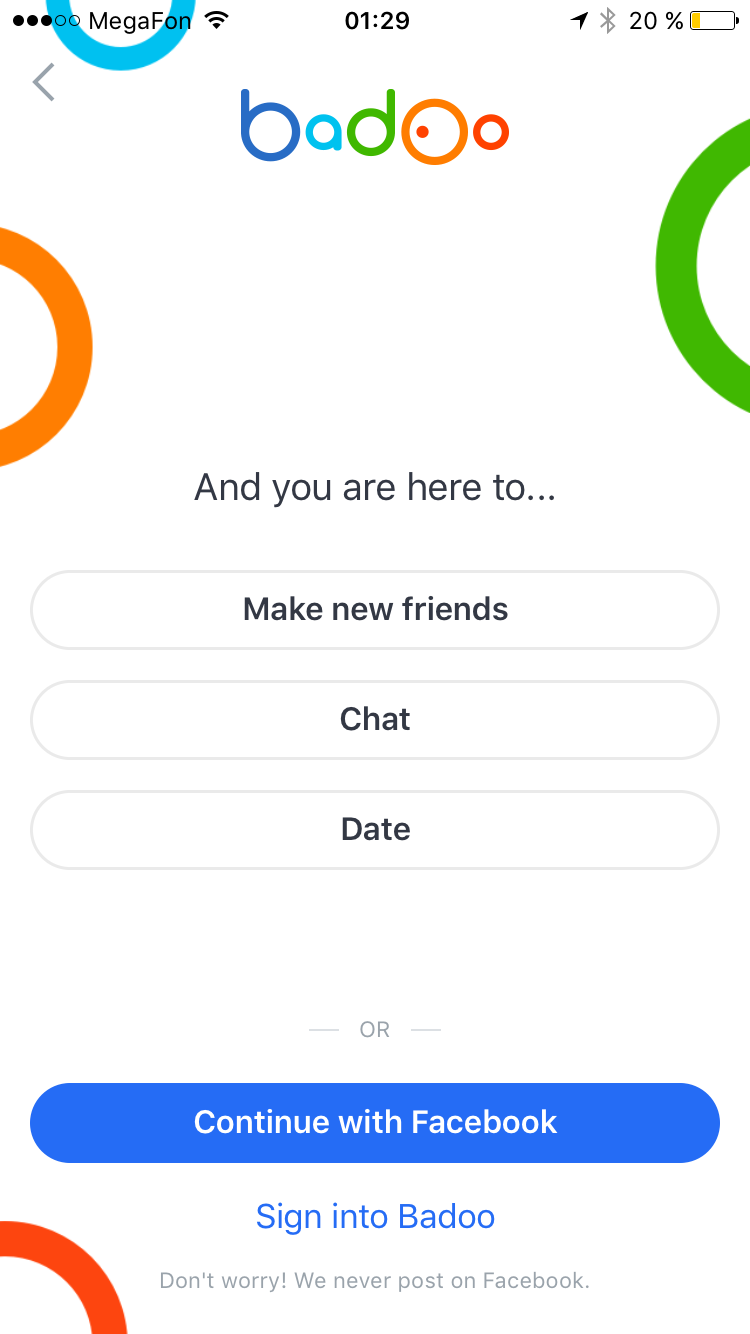 MegaFon 01:29 20 %
badoo
And you are here to...
Make new friends
Chat
Date
OR
Continue with Facebook
Sign into Badoo
Don't worry! We never post on Facebook.